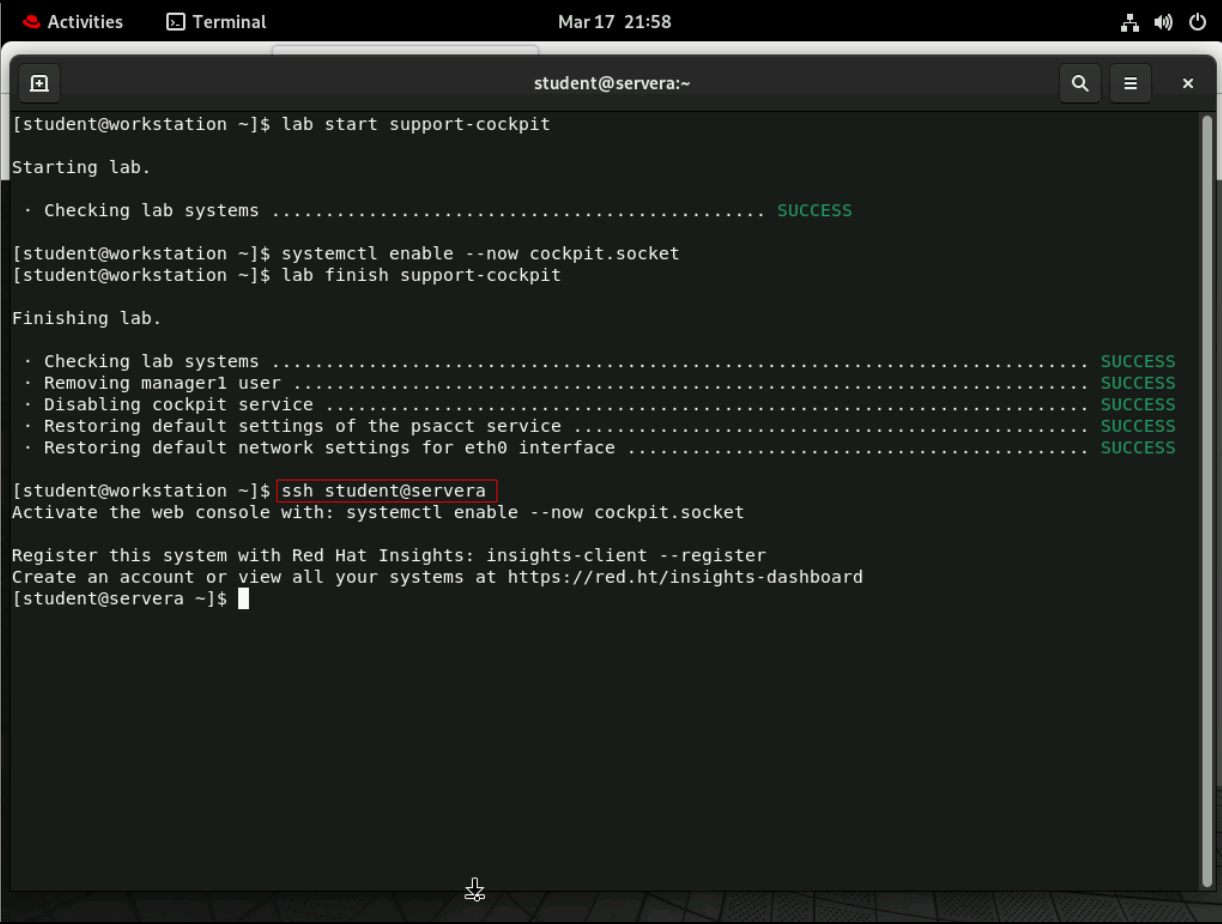 Activities Terminal Mar 17 21:58
student@servera:~
[student@workstation ~]$ lab start support-cockpit
Starting lab.
· Checking lab systems .............................................. SUCCESS
[student@workstation ~]$ systemctl enable --now cockpit.socket
[student@workstation ~]$ lab finish support-cockpit
Finishing lab.
· Checking lab systems ............................................................................ SUCCESS
· Removing manager1 user .......................................................................... SUCCESS
· Disabling cockpit service ....................................................................... SUCCESS
· Restoring default settings of the psacct service ................................................ SUCCESS
· Restoring default network settings for eth0 interface ........................................... SUCCESS
[student@workstation ~]$ ssh student@servera
Activate the web console with: systemctl enable --now cockpit.socket
Register this system with Red Hat Insights: insights-client --register
Create an account or view all your systems at https://red.ht/insights-dashboard
[student@servera ~]$